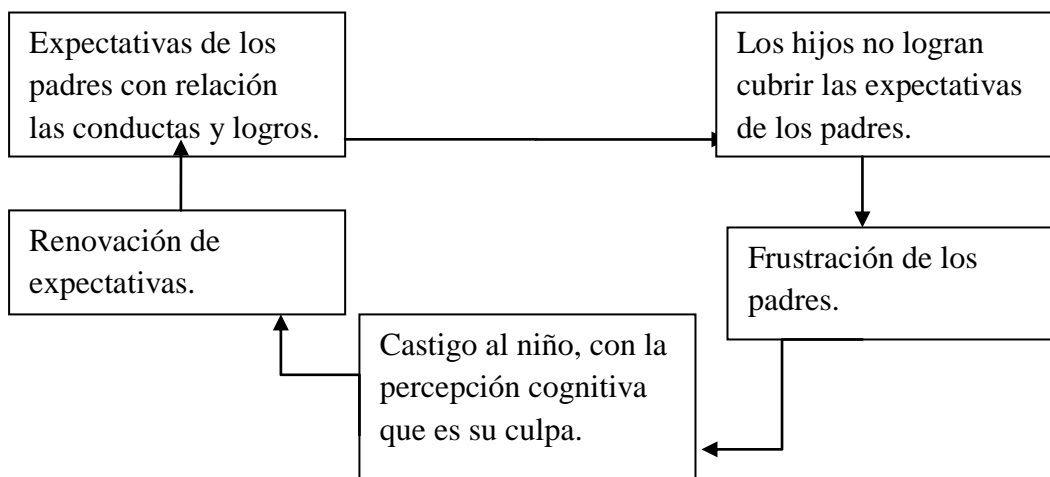 Expectativas de los
padres con relación
las conductas y logros.
Los hijos no logran
cubrir las expectativas
de los padres.
Frustración de los
padres.
Castigo al niño, con la
percepción cognitiva
que es su culpa.
Renovación de
expectativas.